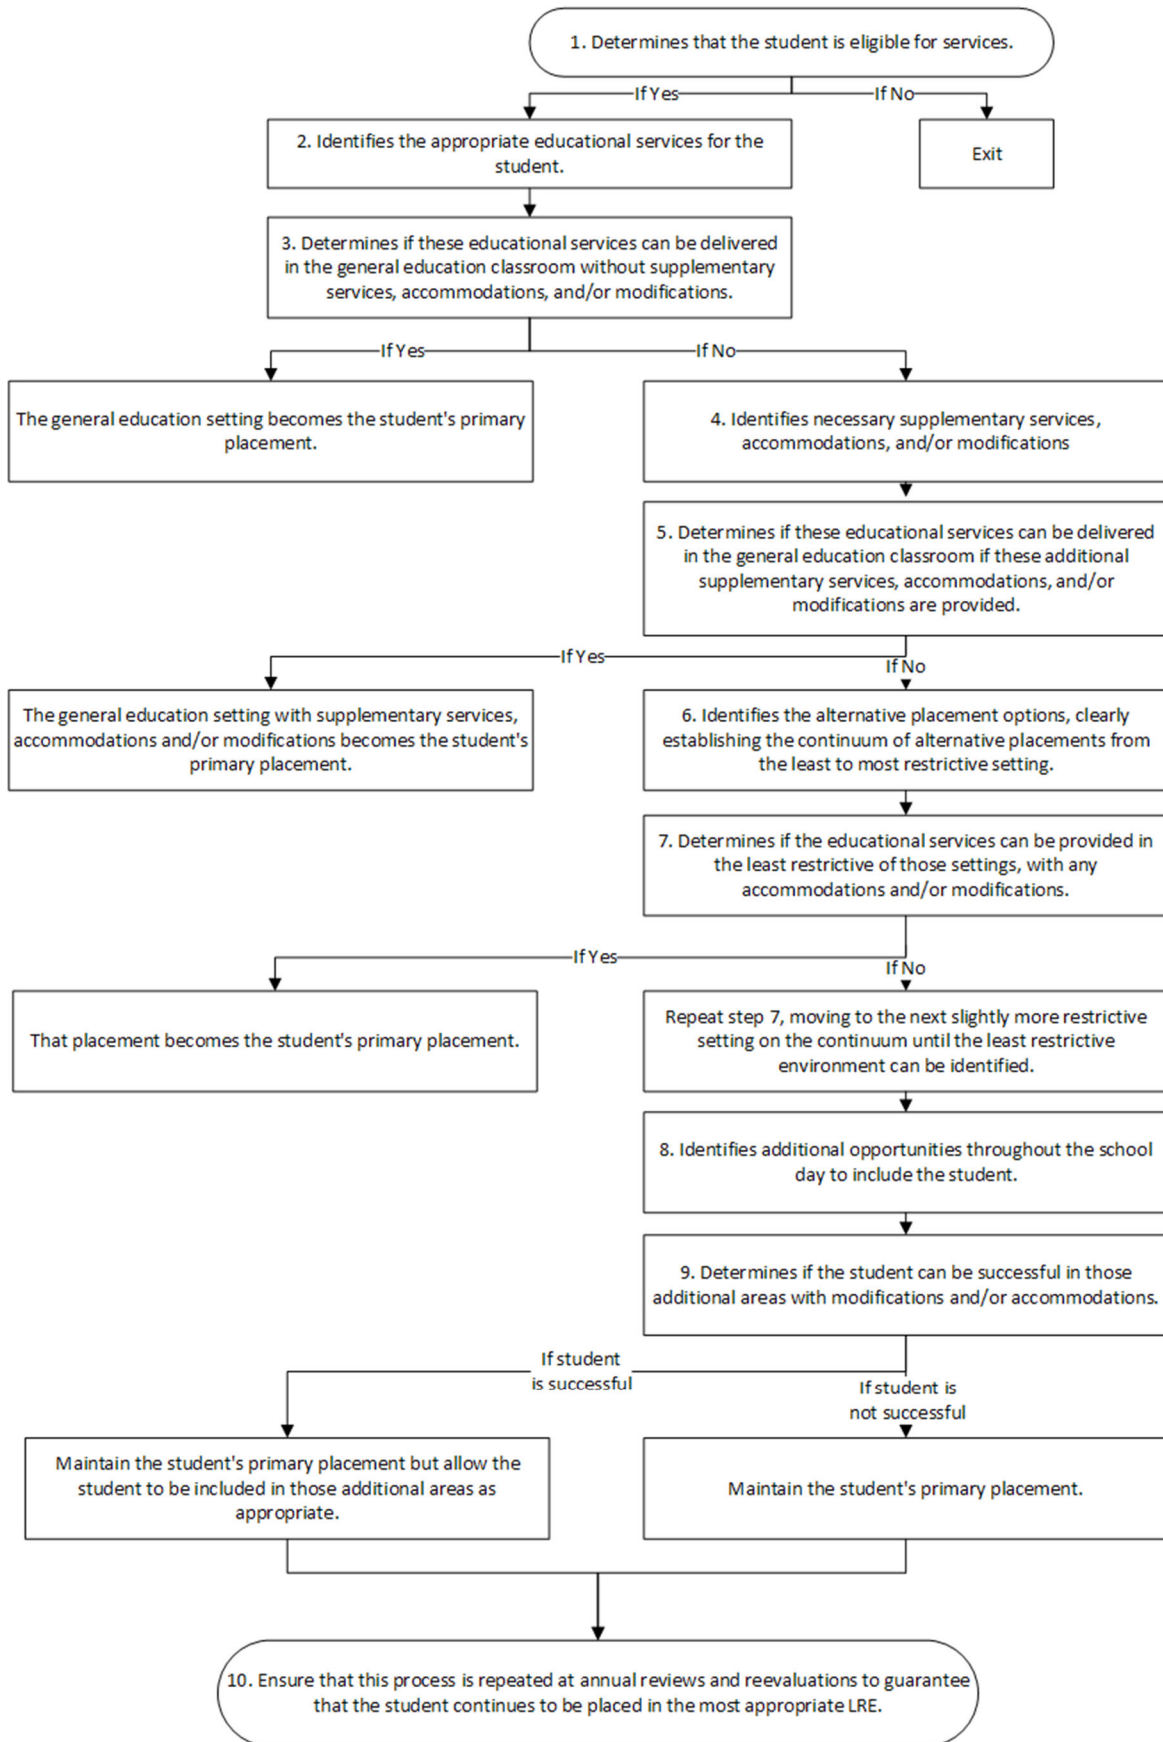 1. Determines that the student is eligible for services.
If Yes
If No
2. Identifies the appropriate educational services for the
student.
Exit
3. Determines if these educational services can be delivered
in the general education classroom without supplementary
services, accommodations, and/or modifications.
If Yes
If No
The general education setting becomes the student's primary
placement.
4. Identifies necessary supplementary services,
accommodations, and/or modifications
5. Determines if these educational services can be delivered
in the general education classroom if these additional
supplementary services, accommodations, and/or
modifications are provided.
If Yes
If No
The general education setting with supplementary services,
accommodations and/or modifications becomes the student's
primary placement.
6. Identifies the alternative placement options, clearly
establishing the continuum of alternative placements from
the least to most restrictive setting.
7. Determines if the educational services can be provided in
the least restrictive of those settings, with any
accommodations and/or modifications.
If Yes
If No
That placement becomes the student's primary placement.
Repeat step 7, moving to the next slightly more restrictive
setting on the continuum until the least restrictive
environment can be identified.
8. Identifies additional opportunities throughout the school
day to include the student.
9. Determines if the student can be successful in those
additional areas with modifications and/or accommodations.
If student
is successful
If student is
not successful
Maintain the student's primary placement but allow the
student to be included in those additional areas as
appropriate.
Maintain the student's primary placement.
10. Ensure that this process is repeated at annual reviews and reevaluations to guarantee
that the student continues to be placed in the most appropriate LRE.